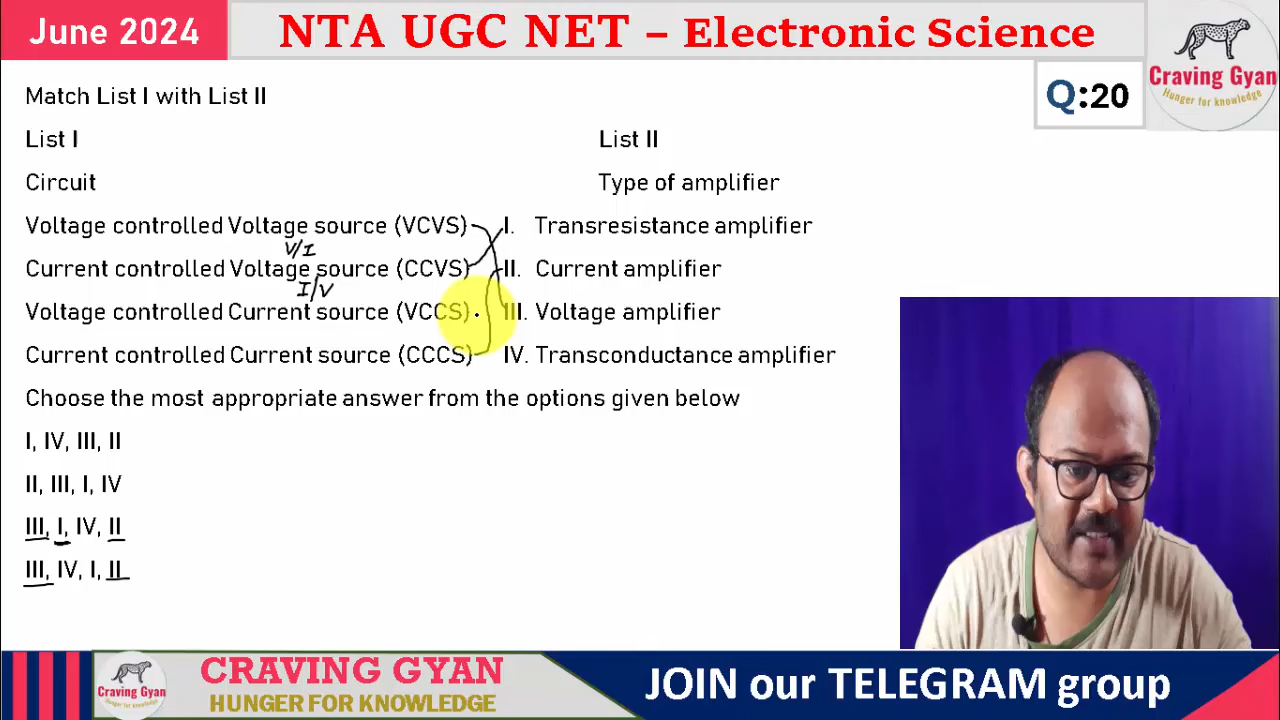 June 2024
NTA UGC NET – Electronic Science
Craving Gyan
Hunger for knowledge
Q:20
Match List I with List II
List I List II
Circuit Type of amplifier
Voltage controlled Voltage source (VCVS) I. Transresistance amplifier
V/I
Current controlled Voltage source (CCVS) II. Current amplifier
I/V
Voltage controlled Current source (VCCS) III. Voltage amplifier
Current controlled Current source (CCCS) IV. Transconductance amplifier
Choose the most appropriate answer from the options given below
I, IV, III, II
II, III, I, IV
III, I, IV, II
III, IV, I, II
Craving Gyan
CRAVING GYAN
HUNGER FOR KNOWLEDGE
JOIN our TELEGRAM group